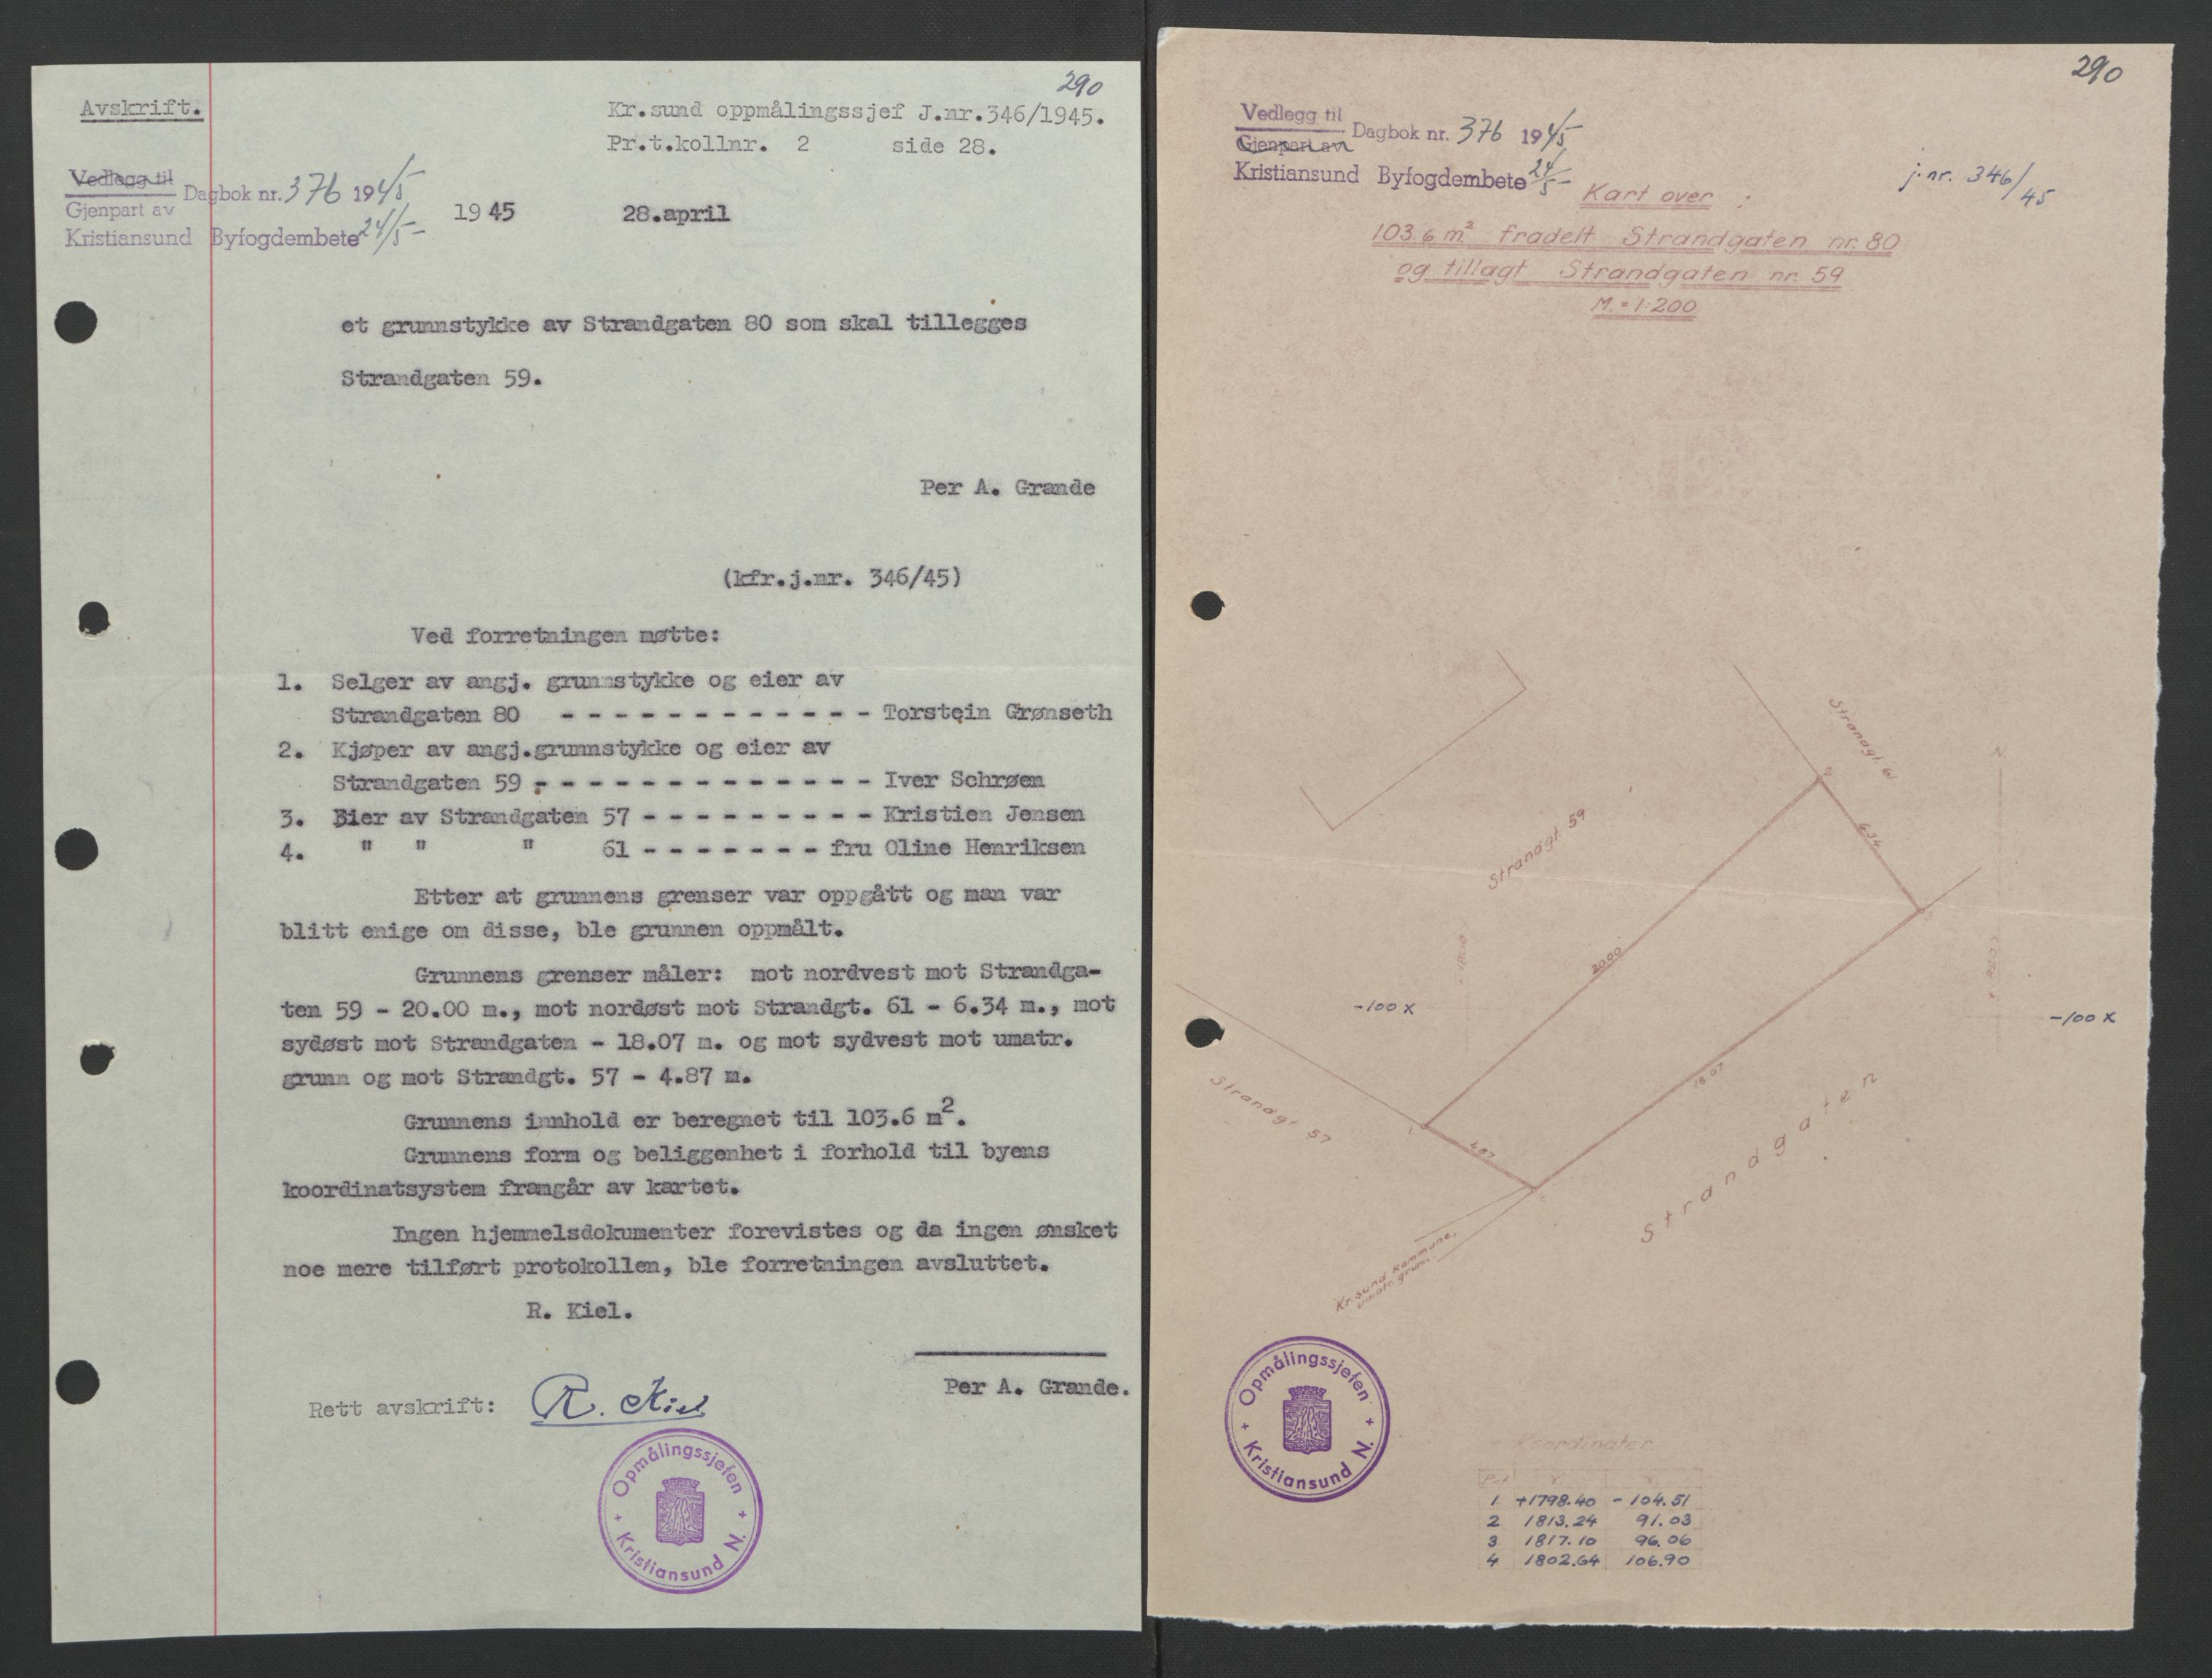 290
Avskrift.
Kr.sund oppmålingssjef J.nr.346/1945.
Pr.t.kollnr. 2 side 28.
Vedlegg til
Gjenpart av
Dagbok nr. 376 1945
Kristiansund Byfogdembete 24/5-
1945 28.april
et grunnstykke av Strandgaten 80 som skal tillegges
Strandgaten 59.
Per A. Grande
(kfr.j.nr. 346/45)
Ved forretningen møtte:
1. Selger av angj. grunnstykke og eier av
Strandgaten 80 - - - - - - - - - - - - Torstein Grønseth
2. Kjøper av angj.grunnstykke og eier av
Strandgaten 59 - - - - - - - - - - - - - Iver Schrøen
3. Eier av Strandgaten 57 - - - - - - - - - Kristien Jensen
4. " " " 61 - - - - - - - fru Oline Henriksen
Etter at grunnens grenser var oppgått og man var
blitt enige om disse, ble grunnen oppmålt.
Grunnens grenser måler: mot nordvest mot Strandga-
ten 59 - 20.00 m., mot nordøst mot Strandgt. 61 - 6.34 m., mot
sydøst mot Strandgaten - 18.07 m. og mot sydvest mot umatr.
grunn og mot Strandgt. 57 - 4.87 m.
Grunnens innhold er beregnet til 103.6 m2.
Grunnens form og beliggenhet i forhold til byens
koordinatsystem framgår av kartet.
Ingen hjemmelsdokumenter forevistes og da ingen ønsket
noe mere tilført protokollen, ble forretningen avsluttet.
R. Kiel.
Per A. Grande.
Rett avskrift: R. Kiel
Opmålingssjefen
Kristiansund N.
290
Vedlegg til
Gjenpart av
Dagbok nr. 376 1945
Kristiansund Byfogdembete 24/5-
j.nr. 346/45
Kart over :
103.6 m² fradelt Strandgaten nr. 80
og tillagt Strandgaten nr. 59
M. = 1:200
Strandgt. 61
N
Strandgt. 59
2
6.34
3
20.00
-100 X
-100 X
18.07
Strandgt 57
1
4.87
4
Strandgaten
Kr.sund kommune,
umatr. grunn
Opmålingssjefen
Kristiansund N.
Koordinater
Pkt
1 +1798.40 - 104.51
2 1813.24 91.03
3 1817.10 96.06
4 1802.64 106.90